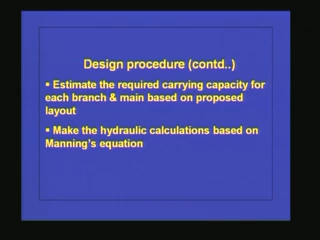 Design procedure (contd..)
▪ Estimate the required carrying capacity for
each branch & main based on proposed
layout
▪ Make the hydraulic calculations based on
Manning's equation